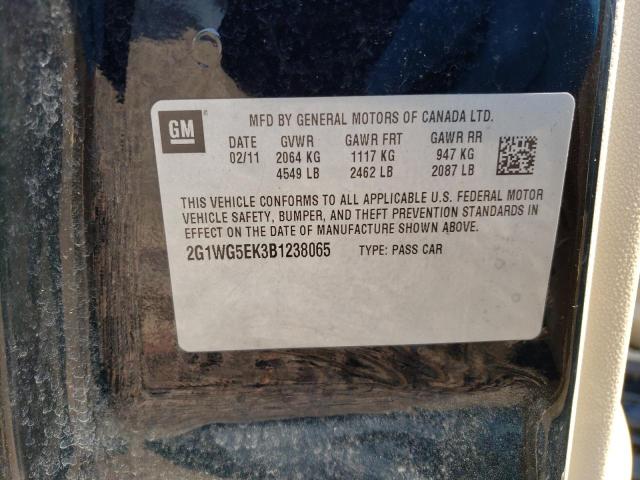 GM
MFD BY GENERAL MOTORS OF CANADA LTD.
DATE GVWR GAWR FRT GAWR RR
02/11 2064 KG 1117 KG 947 KG
4549 LB 2462 LB 2087 LB
THIS VEHICLE CONFORMS TO ALL APPLICABLE U.S. FEDERAL MOTOR
VEHICLE SAFETY, BUMPER, AND THEFT PREVENTION STANDARDS IN
EFFECT ON THE DATE OF MANUFACTURE SHOWN ABOVE.
2G1WG5EK3B1238065 TYPE: PASS CAR